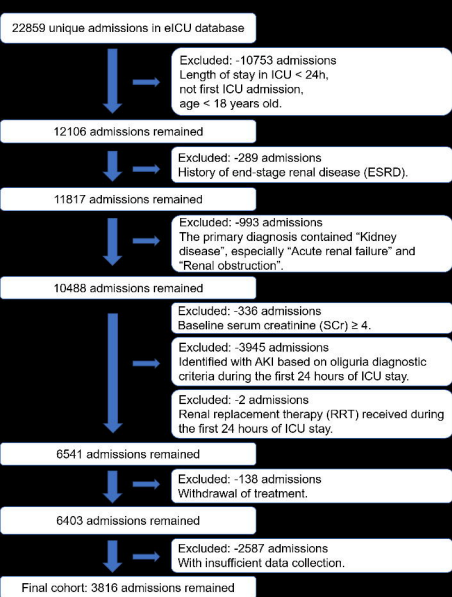 22859 unique admissions in eICU database
Excluded: -10753 admissions
Length of stay in ICU < 24h,
not first ICU admission,
age < 18 years old.
12106 admissions remained
Excluded: -289 admissions
History of end-stage renal disease (ESRD).
11817 admissions remained
Excluded: -993 admissions
The primary diagnosis contained “Kidney
disease”, especially “Acute renal failure” and
“Renal obstruction”.
10488 admissions remained
Excluded: -336 admissions
Baseline serum creatinine (SCr) ≥ 4.
Excluded: -3945 admissions
Identified with AKI based on oliguria diagnostic
criteria during the first 24 hours of ICU stay.
Excluded: -2 admissions
Renal replacement therapy (RRT) received during
the first 24 hours of ICU stay.
6541 admissions remained
Excluded: -138 admissions
Withdrawal of treatment.
6403 admissions remained
Excluded: -2587 admissions
With insufficient data collection.
Final cohort: 3816 admissions remained